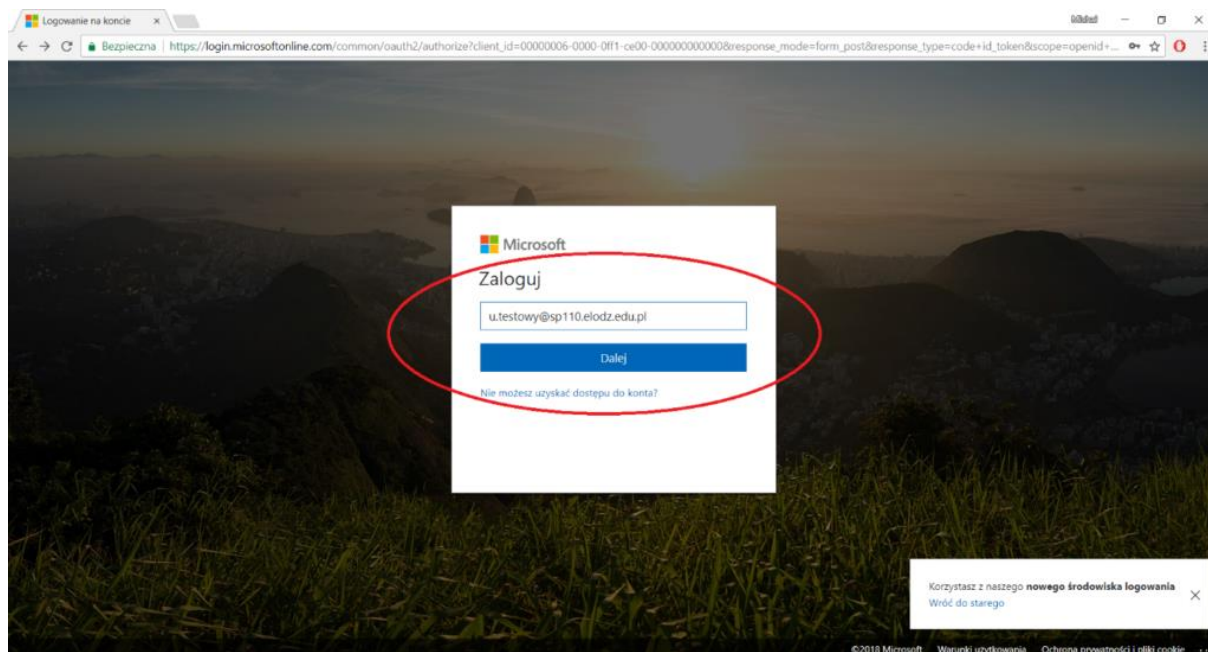 Logowanie na koncie
Bezpieczna | https://login.microsoftonline.com/common/oauth2/authorize?client_id=00000006-0000-0ff1-ce00-000000000000&response_mode=form_post&response_type=code+id_token&scope=openid+...
Microsoft
Zaloguj
u.testowy@sp110.elodz.edu.pl
Dalej
Nie możesz uzyskać dostępu do konta?
Korzystasz z naszego nowego środowiska logowania
Wróć do starego
©2018 Microsoft Warunki użytkowania Ochrona prywatności i pliki cookie